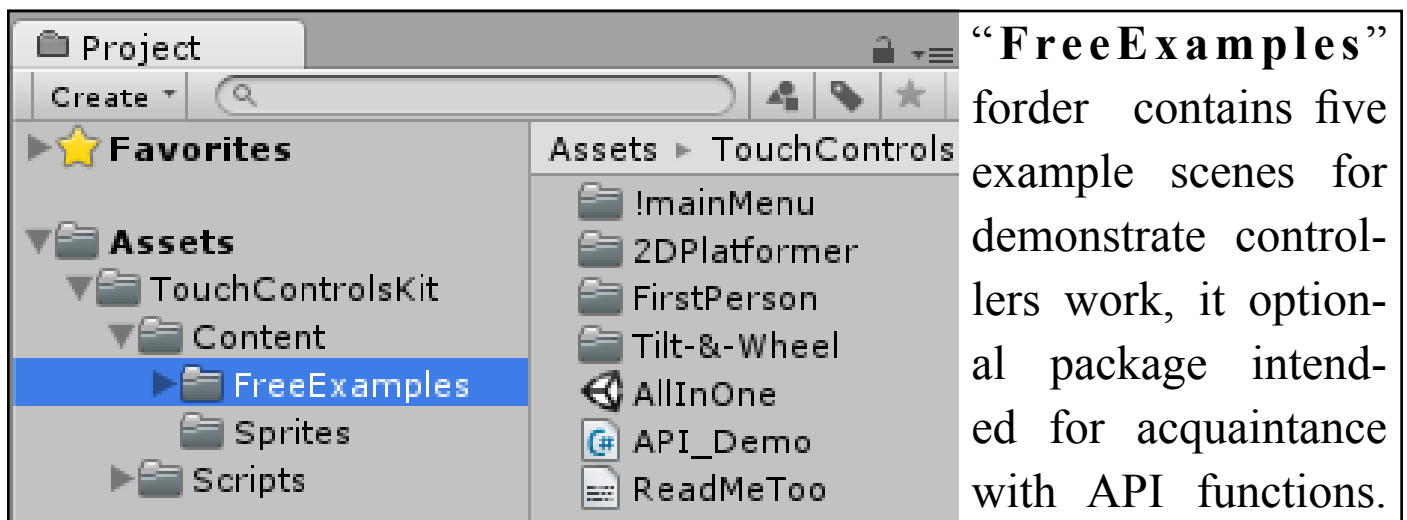 Project
Create
Favorites
Assets
TouchControlsKit
Content
FreeExamples
Sprites
Scripts
Assets TouchControls
!mainMenu
2DPlatformer
FirstPerson
Tilt-&-Wheel
AllInOne
API_Demo
ReadMeToo
“FreeExamples”
forder contains five
example scenes for
demonstrate control-
lers work, it option-
al package intend-
ed for acquaintance
with API functions.